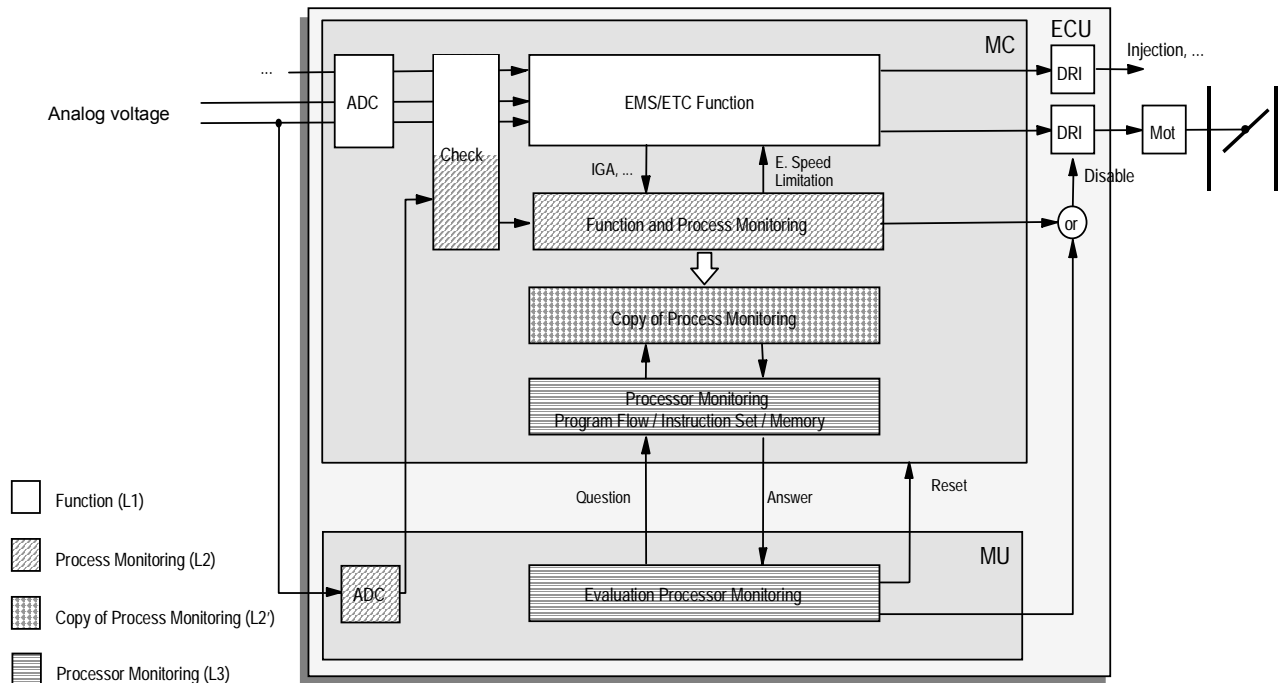 ECU
MC
Injection, ...
...
DRI
ADC
EMS/ETC Function
Analog voltage
DRI
Mot
Check
IGA, ...
E. Speed
Limitation
Disable
Function and Process Monitoring
or
Copy of Process Monitoring
Processor Monitoring
Program Flow / Instruction Set / Memory
Question
Answer
Reset
MU
ADC
Evaluation Processor Monitoring
Function (L1)
Process Monitoring (L2)
Copy of Process Monitoring (L2')
Processor Monitoring (L3)